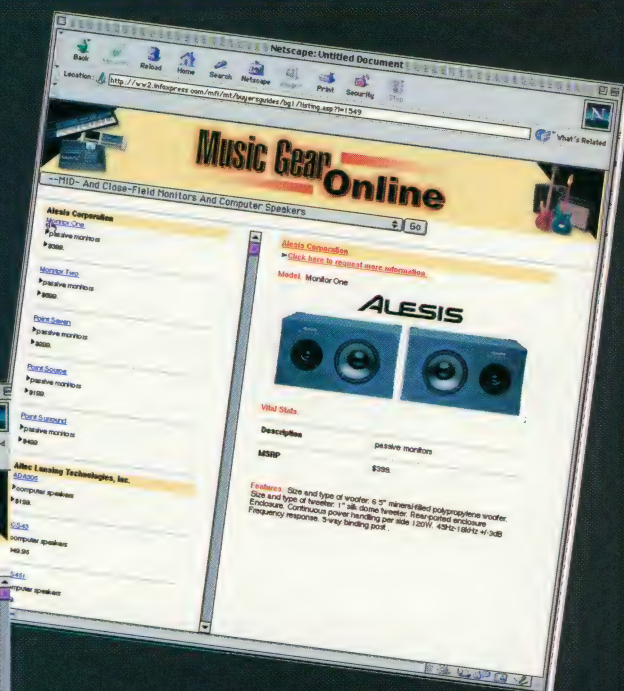 Netscape: Untitled Document
Back
Reload
Home
Search
Netscape
Print
Security
Stop
Location: http://ww2.infoxpress.com/mfi/mt/buyersguides/bg1/listing.asp?l=1549
What's Related
Music Gear Online
--MID- And Close-Field Monitors And Computer Speakers
Go
Alesis Corporation
Monitor One
passive monitors
$399.
Monitor Two
passive monitors
Point Seven
passive monitors
Point Source
passive monitors
$199.
Point Surround
passive monitors
$499
Altec Lansing Technologies, Inc.
ADA305
computer speakers
$199.
computer speakers
computer speakers
Alesis Corporation
Click here to request more information.
Model: Monitor One
ALESIS
Vital Stats:
Description
passive monitors
MSRP
$399.
Features: Size and type of woofer: 6.5" mineral-filled polypropylene woofer.
Size and type of tweeter: 1" silk dome tweeter. Rear-ported enclosure
Enclosure. Continuous power handling per side 120W. 45Hz-18kHz +/-3dB
Frequency response. 5-way binding post.